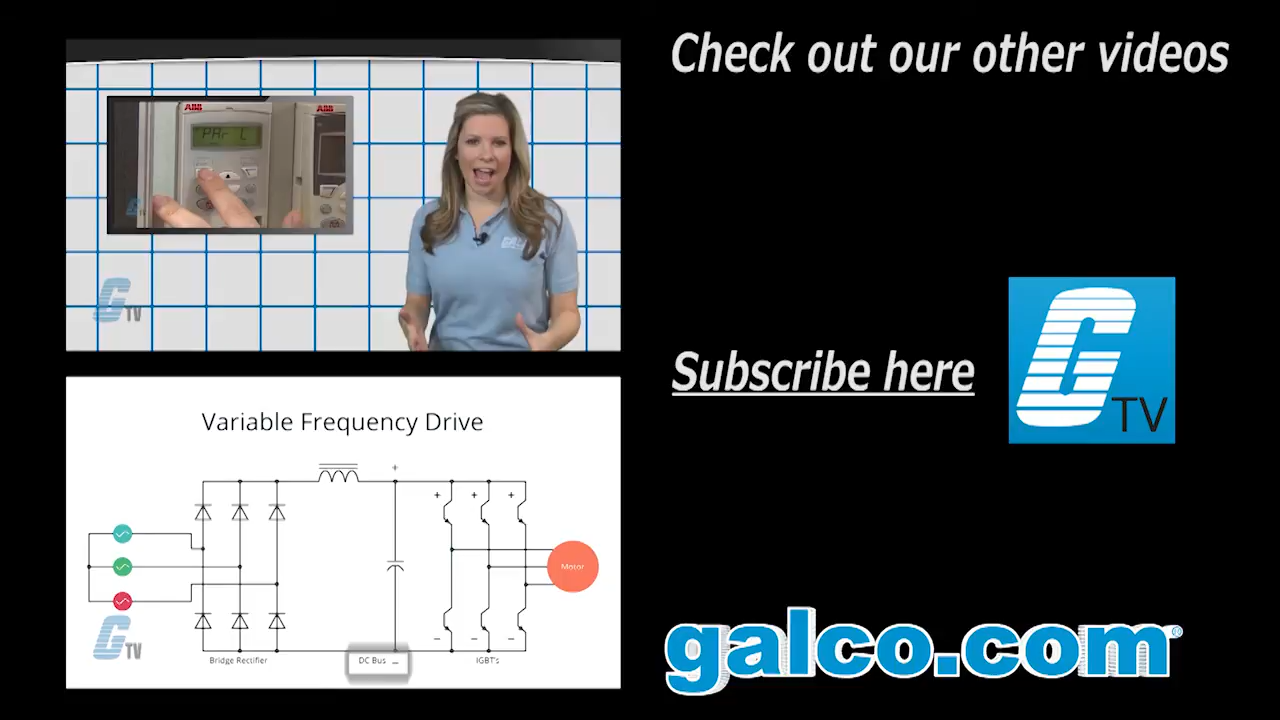 Check out our other videos
ABB
ABB
PAr L
G TV
Subscribe here
G TV
Variable Frequency Drive
+
+ + +
Motor
G TV
− − −
Bridge Rectifier
DC Bus −
IGBT's
galco.com®